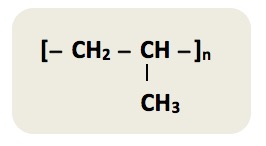 [– CH₂ – CH –]n
|
CH₃